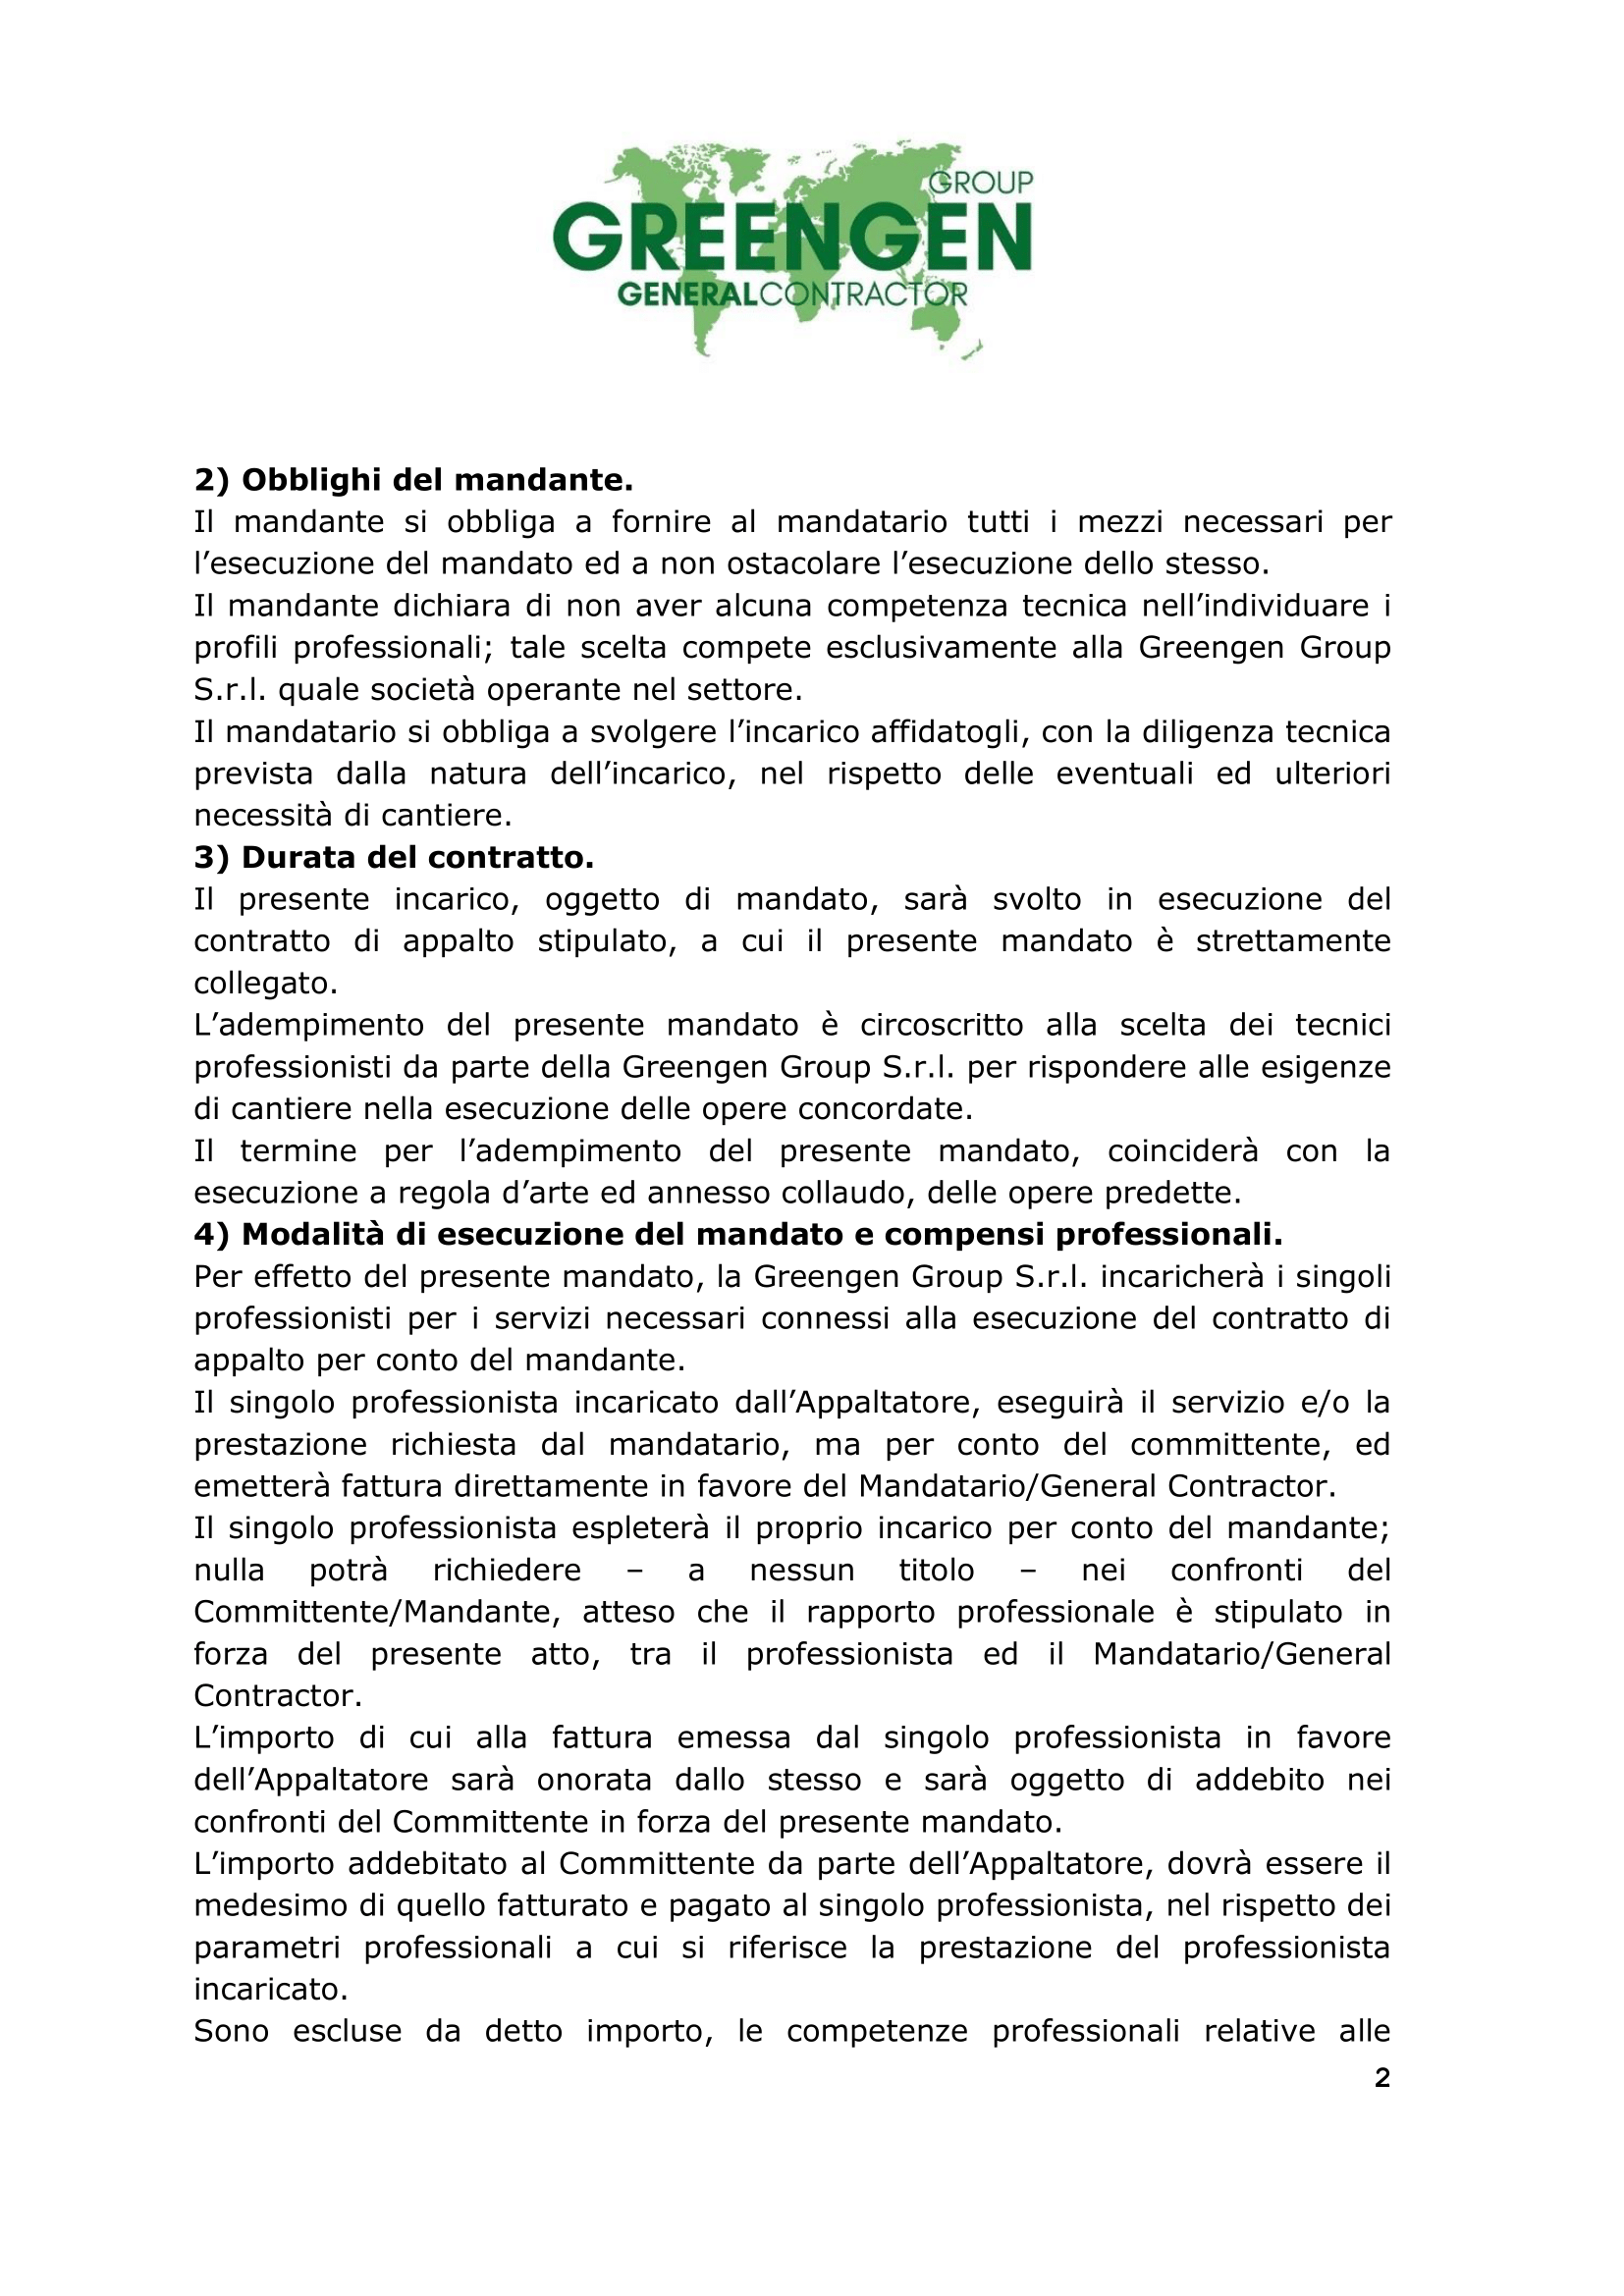 GROUP
GREENGEN
GENERALCONTRACTOR
2) Obblighi del mandante.
Il mandante si obbliga a fornire al mandatario tutti i mezzi necessari per
l’esecuzione del mandato ed a non ostacolare l’esecuzione dello stesso.
Il mandante dichiara di non aver alcuna competenza tecnica nell’individuare i
profili professionali; tale scelta compete esclusivamente alla Greengen Group
S.r.l. quale società operante nel settore.
Il mandatario si obbliga a svolgere l’incarico affidatogli, con la diligenza tecnica
prevista dalla natura dell’incarico, nel rispetto delle eventuali ed ulteriori
necessità di cantiere.
3) Durata del contratto.
Il presente incarico, oggetto di mandato, sarà svolto in esecuzione del
contratto di appalto stipulato, a cui il presente mandato è strettamente
collegato.
L’adempimento del presente mandato è circoscritto alla scelta dei tecnici
professionisti da parte della Greengen Group S.r.l. per rispondere alle esigenze
di cantiere nella esecuzione delle opere concordate.
Il termine per l’adempimento del presente mandato, coinciderà con la
esecuzione a regola d’arte ed annesso collaudo, delle opere predette.
4) Modalità di esecuzione del mandato e compensi professionali.
Per effetto del presente mandato, la Greengen Group S.r.l. incaricherà i singoli
professionisti per i servizi necessari connessi alla esecuzione del contratto di
appalto per conto del mandante.
Il singolo professionista incaricato dall’Appaltatore, eseguirà il servizio e/o la
prestazione richiesta dal mandatario, ma per conto del committente, ed
emetterà fattura direttamente in favore del Mandatario/General Contractor.
Il singolo professionista espleterà il proprio incarico per conto del mandante;
nulla potrà richiedere – a nessun titolo – nei confronti del
Committente/Mandante, atteso che il rapporto professionale è stipulato in
forza del presente atto, tra il professionista ed il Mandatario/General
Contractor.
L’importo di cui alla fattura emessa dal singolo professionista in favore
dell’Appaltatore sarà onorata dallo stesso e sarà oggetto di addebito nei
confronti del Committente in forza del presente mandato.
L’importo addebitato al Committente da parte dell’Appaltatore, dovrà essere il
medesimo di quello fatturato e pagato al singolo professionista, nel rispetto dei
parametri professionali a cui si riferisce la prestazione del professionista
incaricato.
Sono escluse da detto importo, le competenze professionali relative alle
2